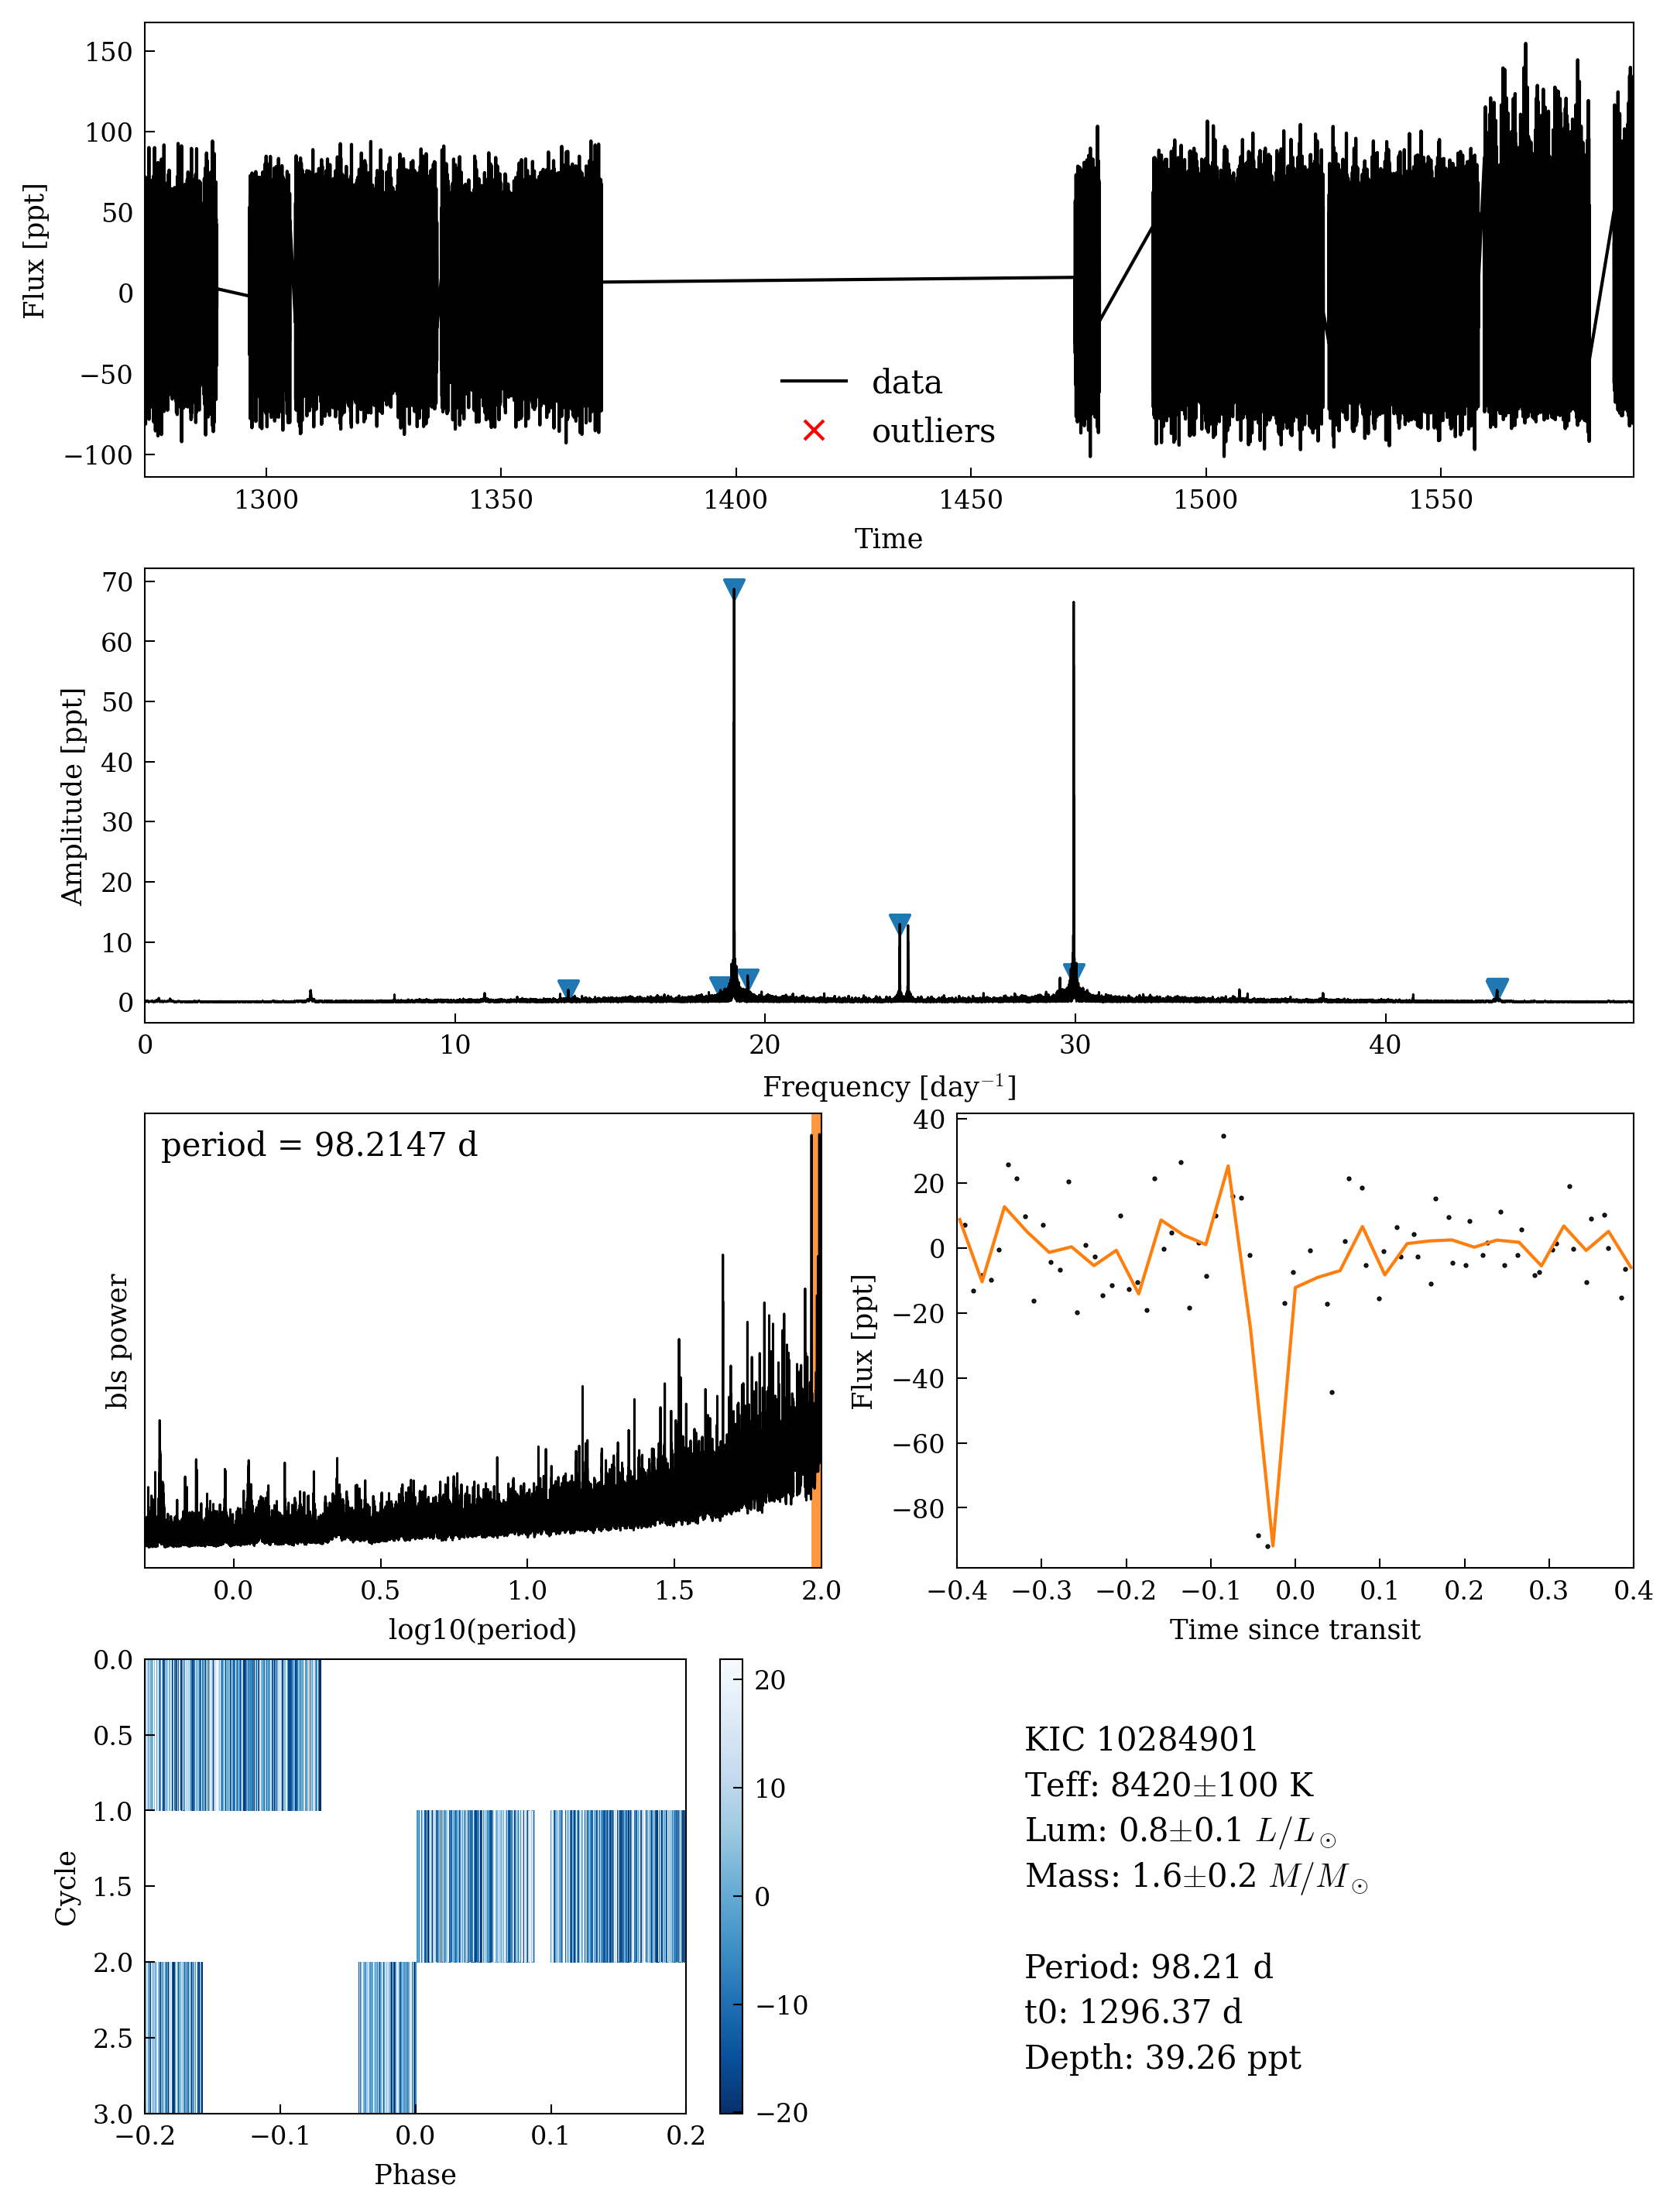 150
100
50
0
−50
−100
Flux [ppt]
data
outliers
1300 1350 1400 1450 1500 1550
Time
70
60
50
40
30
20
10
0
Amplitude [ppt]
0 10 20 30 40
Frequency [day⁻¹]
period = 98.2147 d
bls power
0.0 0.5 1.0 1.5 2.0
log10(period)
40
20
0
−20
−40
−60
−80
Flux [ppt]
−0.4 −0.3 −0.2 −0.1 0.0 0.1 0.2 0.3 0.4
Time since transit
0.0
0.5
1.0
1.5
2.0
2.5
3.0
Cycle
−0.2 −0.1 0.0 0.1 0.2
Phase
20
10
0
−10
−20
KIC 10284901
Teff: 8420±100 K
Lum: 0.8±0.1 L/L☉
Mass: 1.6±0.2 M/M☉
Period: 98.21 d
t0: 1296.37 d
Depth: 39.26 ppt